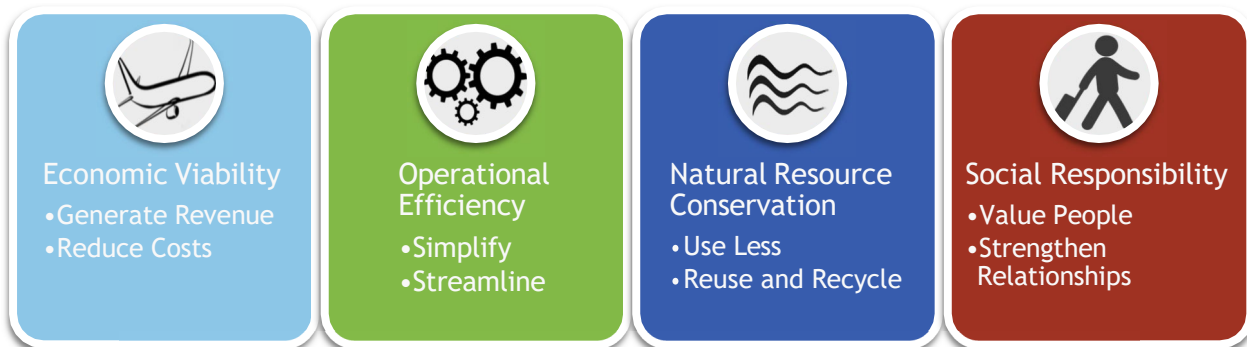 Economic Viability
•Generate Revenue
•Reduce Costs
Operational
Efficiency
•Simplify
•Streamline
Natural Resource
Conservation
•Use Less
•Reuse and Recycle
Social Responsibility
•Value People
•Strengthen
Relationships